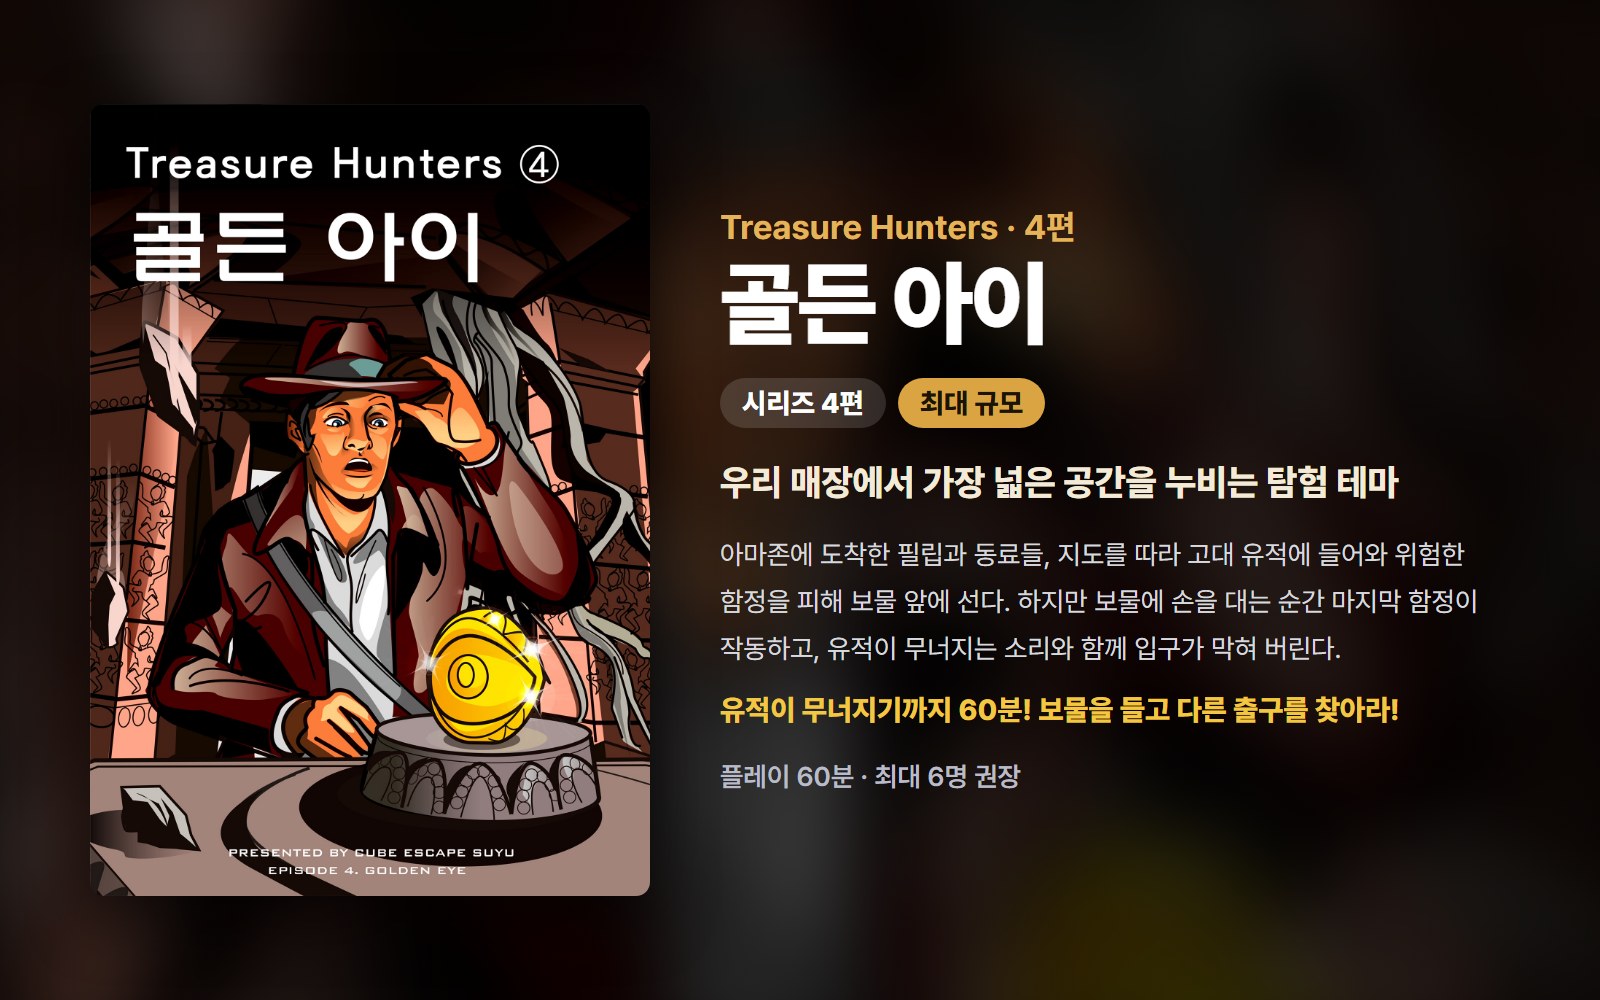 Treasure Hunters ④
골든 아이
PRESENTED BY CUBE ESCAPE SUYU
EPISODE 4. GOLDEN EYE
Treasure Hunters · 4편
골든 아이
시리즈 4편
최대 규모
우리 매장에서 가장 넓은 공간을 누비는 탐험 테마
아마존에 도착한 필립과 동료들, 지도를 따라 고대 유적에 들어와 위험한
함정을 피해 보물 앞에 선다. 하지만 보물에 손을 대는 순간 마지막 함정이
작동하고, 유적이 무너지는 소리와 함께 입구가 막혀 버린다.
유적이 무너지기까지 60분! 보물을 들고 다른 출구를 찾아라!
플레이 60분 · 최대 6명 권장